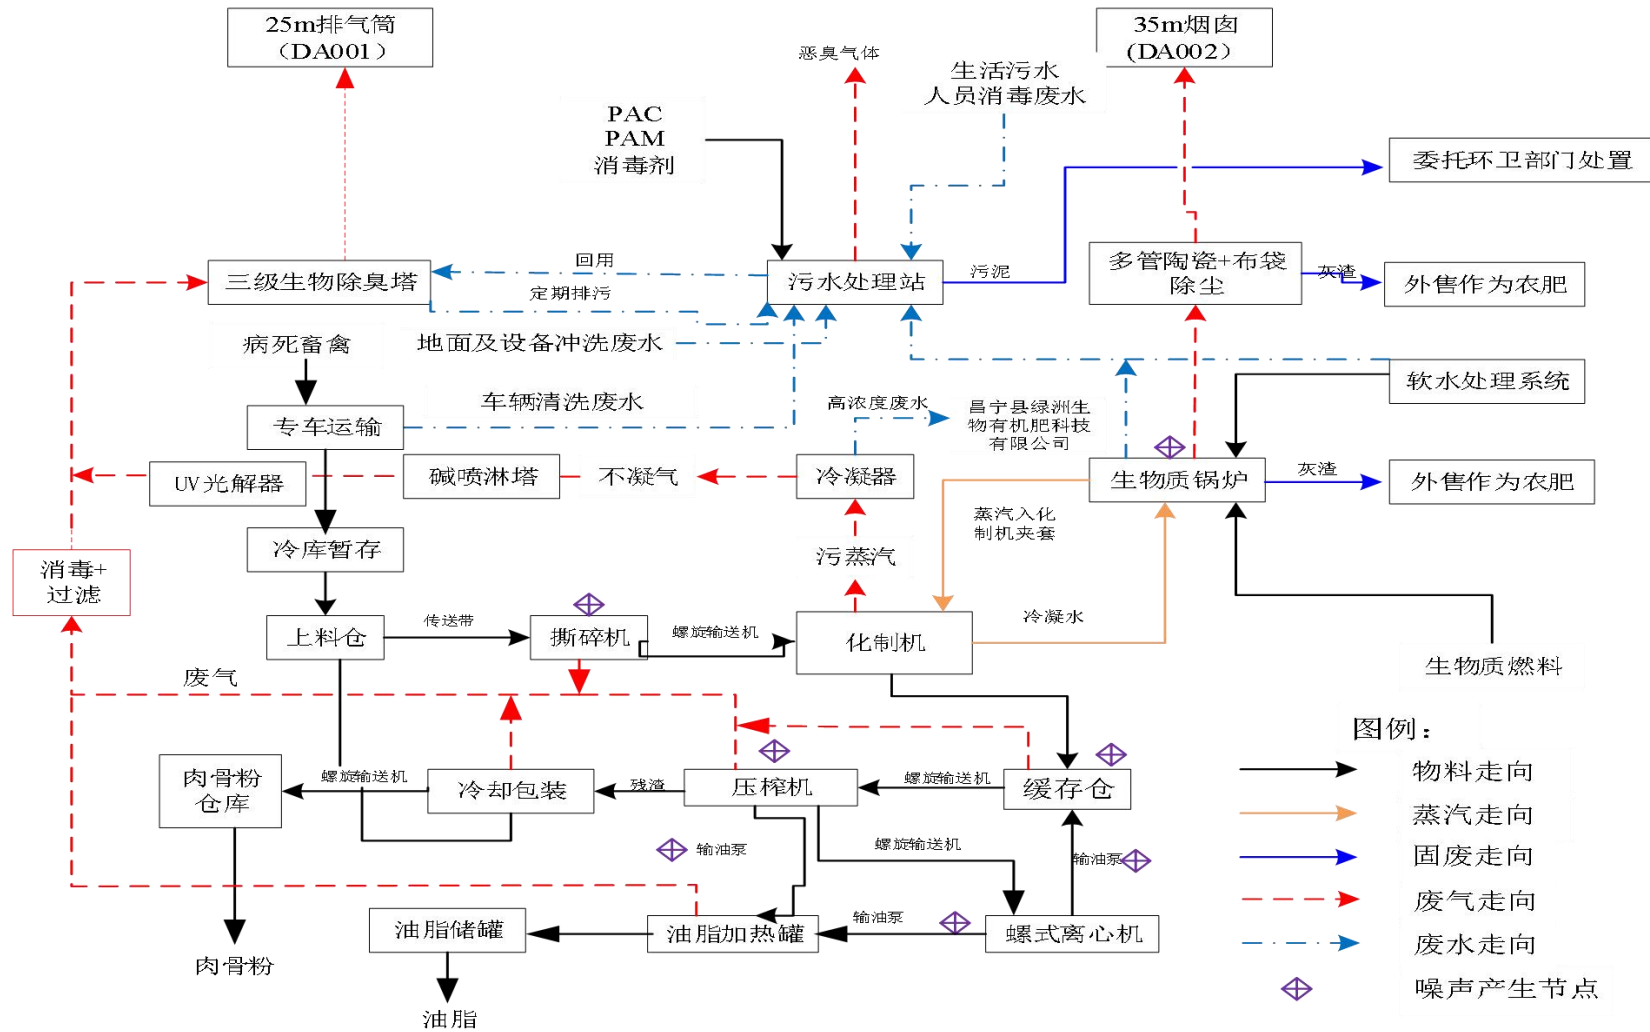 25m排气筒
（DA001）
35m烟囱
(DA002)
恶臭气体
生活污水
人员消毒废水
PAC
PAM
消毒剂
委托环卫部门处置
回用
三级生物除臭塔
污水处理站
污泥
多管陶瓷+布袋
除尘
灰渣
外售作为农肥
定期排污
病死畜禽
地面及设备冲洗废水
软水处理系统
车辆清洗废水
高浓度废水
昌宁县绿洲生
物有机肥科技
有限公司
专车运输
UV光解器
碱喷淋塔
不凝气
冷凝器
生物质锅炉
灰渣
外售作为农肥
蒸汽入化
制机夹套
冷库暂存
污蒸汽
消毒+
过滤
上料仓
传送带
撕碎机
螺旋输送机
化制机
冷凝水
生物质燃料
废气
图例：
肉骨粉
仓库
螺旋输送机
冷却包装
残渣
压榨机
螺旋输送机
缓存仓
物料走向
蒸汽走向
输油泵
螺旋输送机
输油泵
固废走向
废气走向
油脂储罐
油脂加热罐
输油泵
螺式离心机
废水走向
肉骨粉
噪声产生节点
油脂